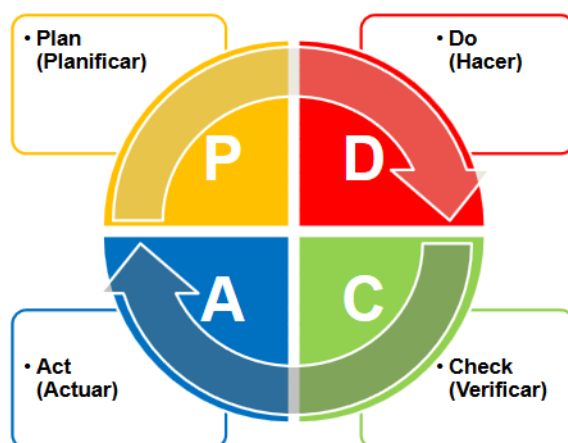 • Plan
(Planificar)
• Do
(Hacer)
P
D
A
C
• Act
(Actuar)
• Check
(Verificar)